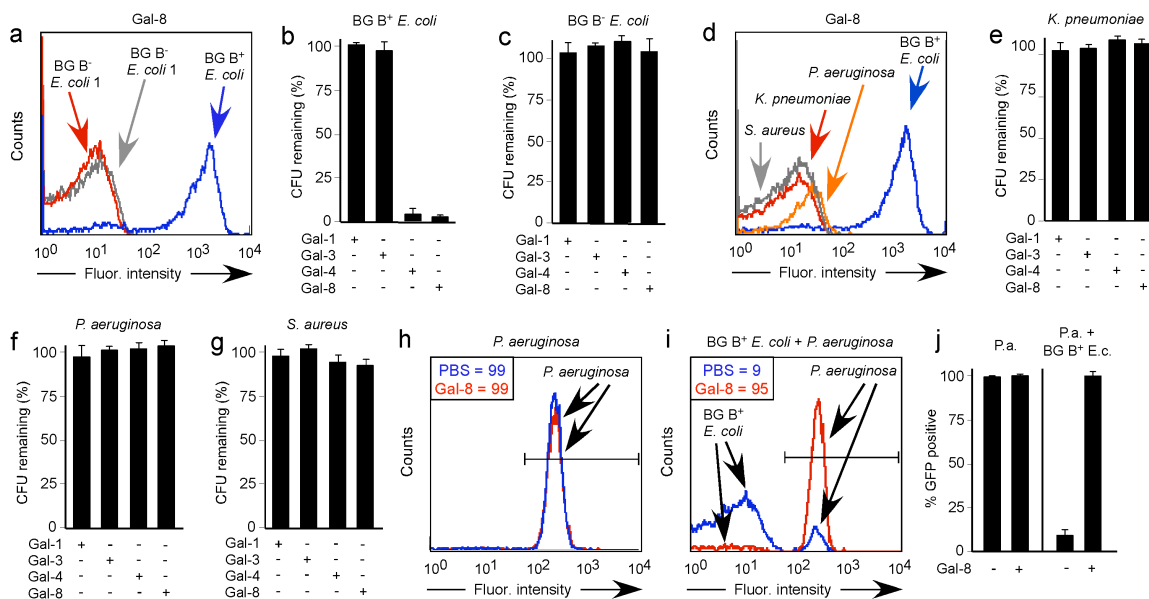 a
Gal-8
BG B-
E. coli 1
BG B-
E. coli 1
BG B+
E. coli
Counts
10^0 10^1 10^2 10^3 10^4
Fluor. intensity
b
BG B+ E. coli
CFU remaining (%)
100
75
50
25
0
Gal-1 + - - -
Gal-3 - + - -
Gal-4 - - + -
Gal-8 - - - +
c
BG B- E. coli
CFU remaining (%)
100
75
50
25
0
Gal-1 + - - -
Gal-3 - + - -
Gal-4 - - + -
Gal-8 - - - +
d
Gal-8
BG B+
E. coli
P. aeruginosa
K. pneumoniae
S. aureus
Counts
10^0 10^1 10^2 10^3 10^4
Fluor. intensity
e
K. pneumoniae
CFU remaining (%)
100
75
50
25
0
Gal-1 + - - -
Gal-3 - + - -
Gal-4 - - + -
Gal-8 - - - +
f
P. aeruginosa
CFU remaining (%)
100
75
50
25
0
Gal-1 + - - -
Gal-3 - + - -
Gal-4 - - + -
Gal-8 - - - +
g
S. aureus
CFU remaining (%)
100
75
50
25
0
Gal-1 + - - -
Gal-3 - + - -
Gal-4 - - + -
Gal-8 - - - +
h
P. aeruginosa
PBS = 99
Gal-8 = 99
P. aeruginosa
Counts
10^0 10^1 10^2 10^3 10^4
Fluor. intensity
i
BG B+ E. coli + P. aeruginosa
PBS = 9
Gal-8 = 95
P. aeruginosa
BG B+
E. coli
Counts
10^0 10^1 10^2 10^3 10^4
Fluor. intensity
j
P.a.
P.a. +
BG B+ E.c.
% GFP positive
100
75
50
25
0
Gal-8 - + - +